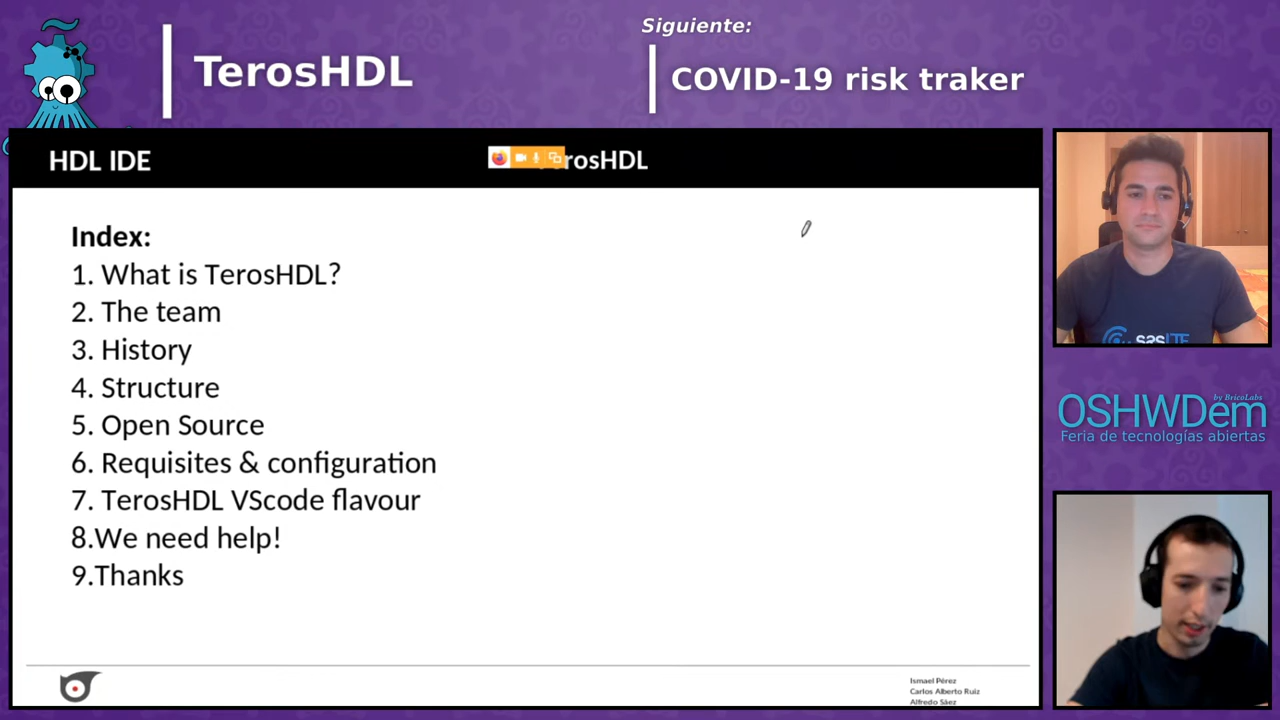 TerosHDL
Siguiente:
COVID-19 risk traker
HDL IDE
rosHDL
Index:
1. What is TerosHDL?
2. The team
3. History
4. Structure
5. Open Source
6. Requisites & configuration
7. TerosHDL VScode flavour
8.We need help!
9.Thanks
Ismael Pérez
Carlos Alberto Ruiz
Alfredo Sáez
by BricoLabs
OSHWDem
Feria de tecnologías abiertas